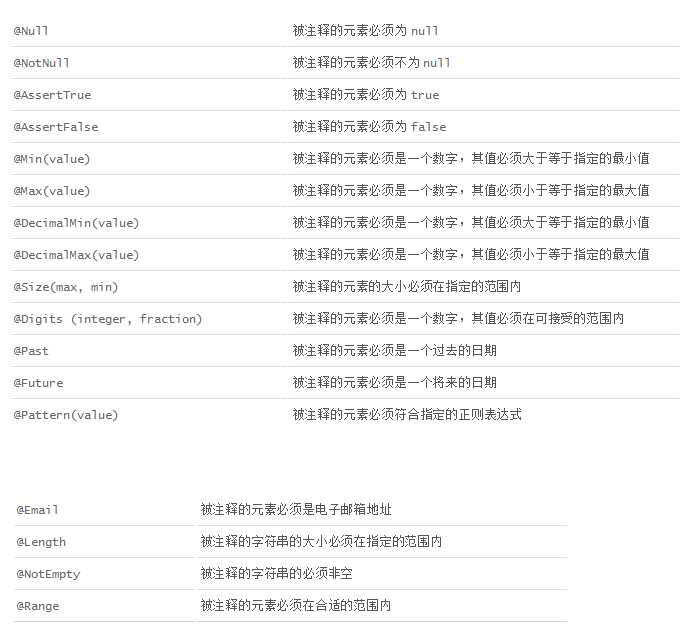 @Null 被注释的元素必须为 null
@NotNull 被注释的元素必须不为 null
@AssertTrue 被注释的元素必须为 true
@AssertFalse 被注释的元素必须为 false
@Min(value) 被注释的元素必须是一个数字，其值必须大于等于指定的最小值
@Max(value) 被注释的元素必须是一个数字，其值必须小于等于指定的最大值
@DecimalMin(value) 被注释的元素必须是一个数字，其值必须大于等于指定的最小值
@DecimalMax(value) 被注释的元素必须是一个数字，其值必须小于等于指定的最大值
@Size(max, min) 被注释的元素的大小必须在指定的范围内
@Digits (integer, fraction) 被注释的元素必须是一个数字，其值必须在可接受的范围内
@Past 被注释的元素必须是一个过去的日期
@Future 被注释的元素必须是一个将来的日期
@Pattern(value) 被注释的元素必须符合指定的正则表达式
@Email 被注释的元素必须是电子邮箱地址
@Length 被注释的字符串的大小必须在指定的范围内
@NotEmpty 被注释的字符串的必须非空
@Range 被注释的元素必须在合适的范围内